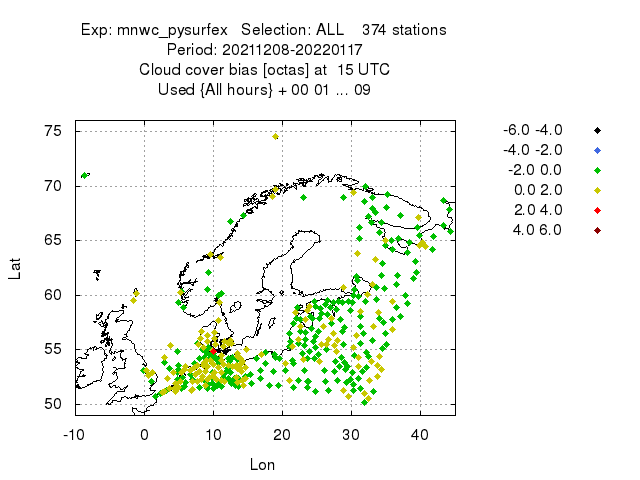 Exp: mnwc_pysurfex   Selection: ALL    374 stations
Period: 20211208-20220117
Cloud cover bias [octas] at  15 UTC
Used {All hours} + 00 01 ... 09
-6.0 -4.0
-4.0 -2.0
-2.0 0.0
0.0 2.0
2.0 4.0
4.0 6.0
75
70
65
60
55
50
Lat
-10 0 10 20 30 40
Lon